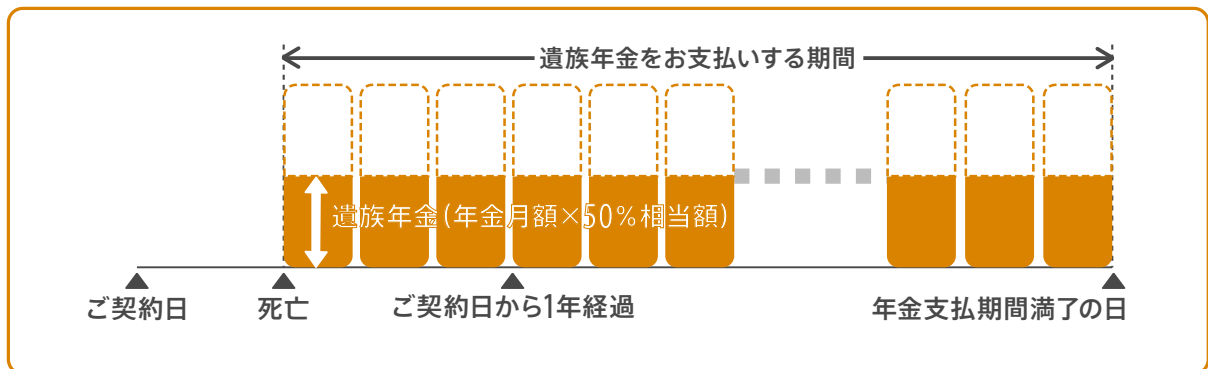 遺族年金をお支払いする期間
遺族年金(年金月額×50%相当額)
ご契約日
死亡
ご契約日から1年経過
年金支払期間満了の日